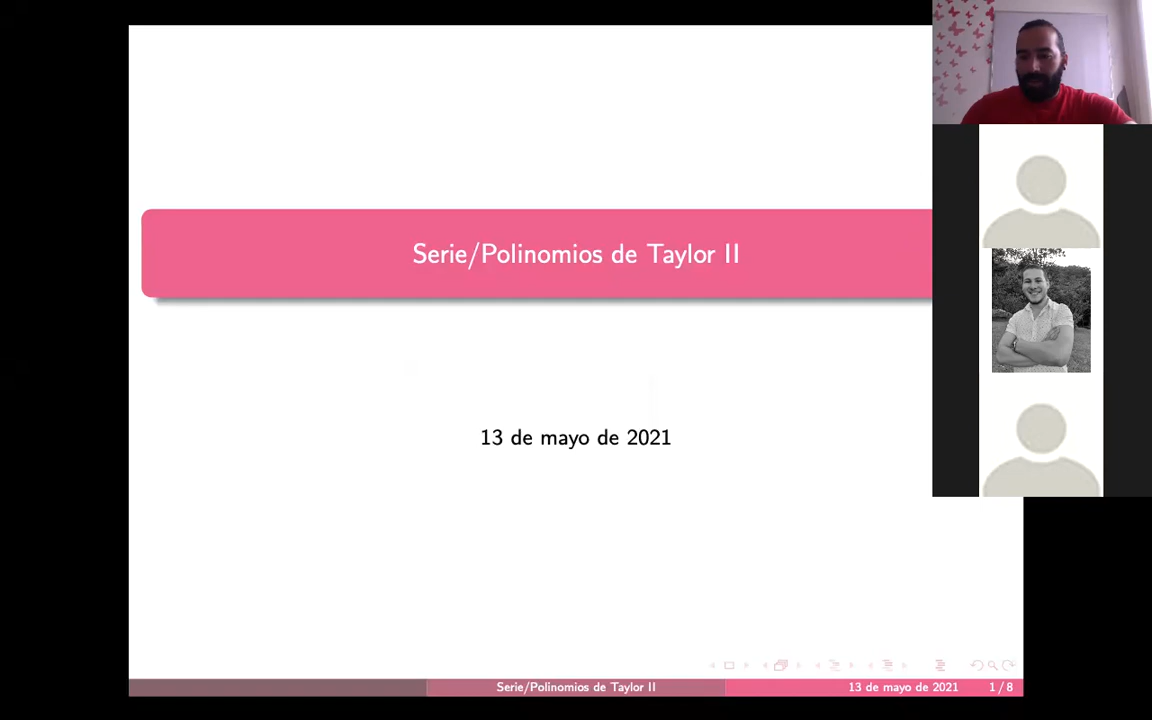 Serie/Polinomios de Taylor II
13 de mayo de 2021
Serie/Polinomios de Taylor II
13 de mayo de 2021
1 / 8